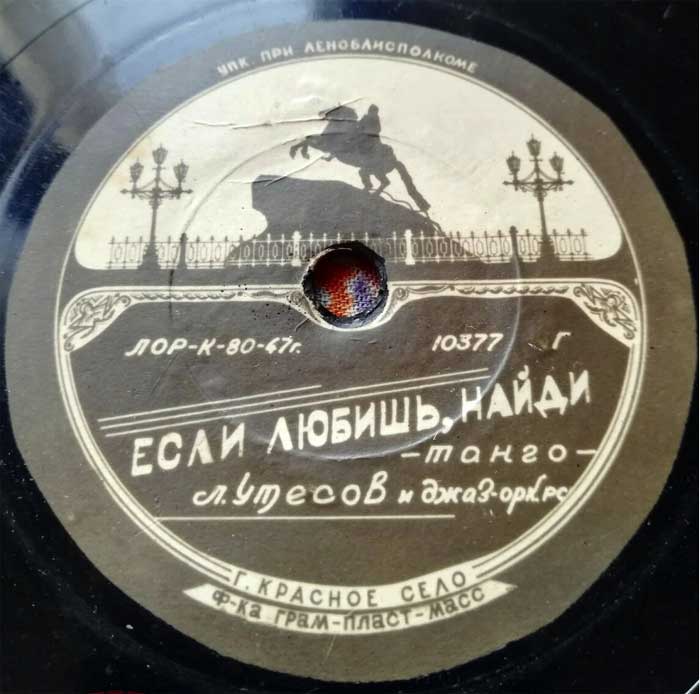 УПК. ПРИ ЛЕНОБЛИСПОЛКОМЕ
ЛОР-К-80-47г. 10377 Г
ЕСЛИ ЛЮБИШЬ, НАЙДИ
-танго-
Л. Утесов и джаз-орк. РС
Г. КРАСНОЕ СЕЛО
Ф-ка ГРАМ-ПЛАСТ-МАСС